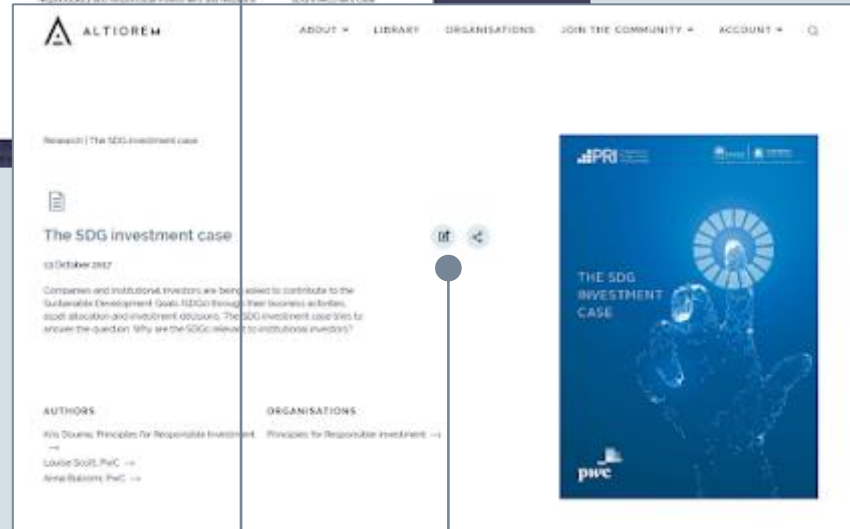 ALTIOREM
ABOUT LIBRARY ORGANISATIONS JOIN THE COMMUNITY ACCOUNT
Research | The SDG investment case
The SDG investment case
13 October 2017
Companies and institutional investors are being asked to contribute to the
Sustainable Development Goals (SDGs) through their business activities,
asset allocation and investment decisions. The SDG investment case tries to
answer the question: Why are the SDGs relevant to institutional investors?
AUTHORS
Kris Douma, Principles for Responsible Investment →
Louise Scott, PwC →
PwC →
ORGANISATIONS
Principles for Responsible Investment →
PRI
THE SDG
INVESTMENT
CASE
pwc